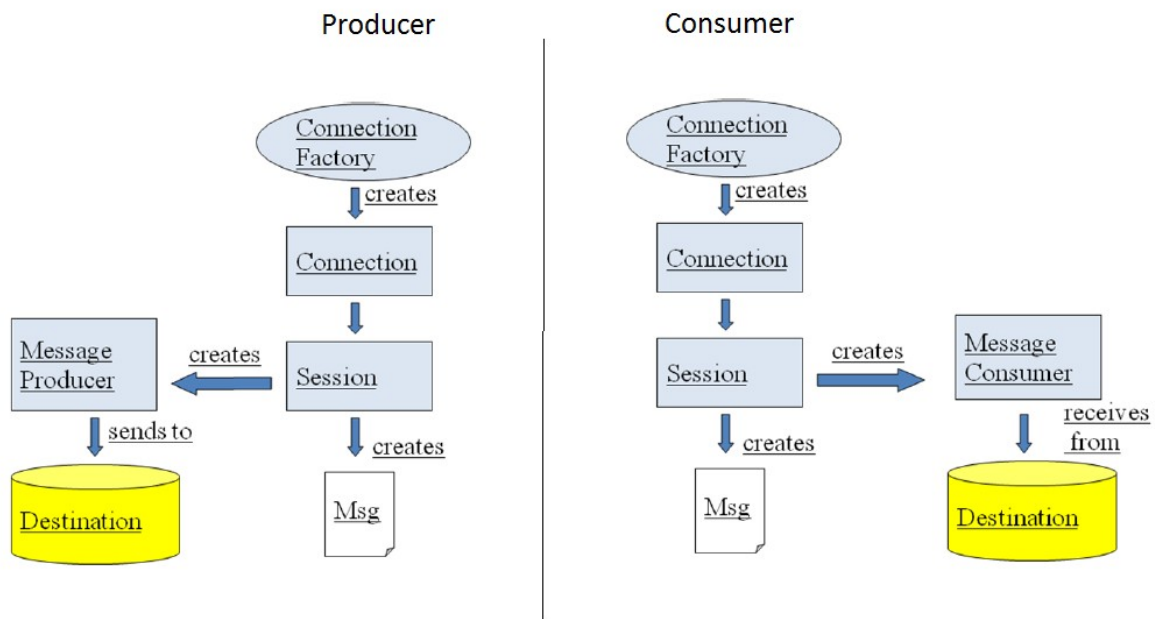 Producer
Consumer
Connection
Factory
creates
Connection
Session
creates
Message
Producer
sends to
Destination
creates
Msg
Connection
Factory
creates
Connection
Session
creates
Message
Consumer
receives
from
Destination
creates
Msg